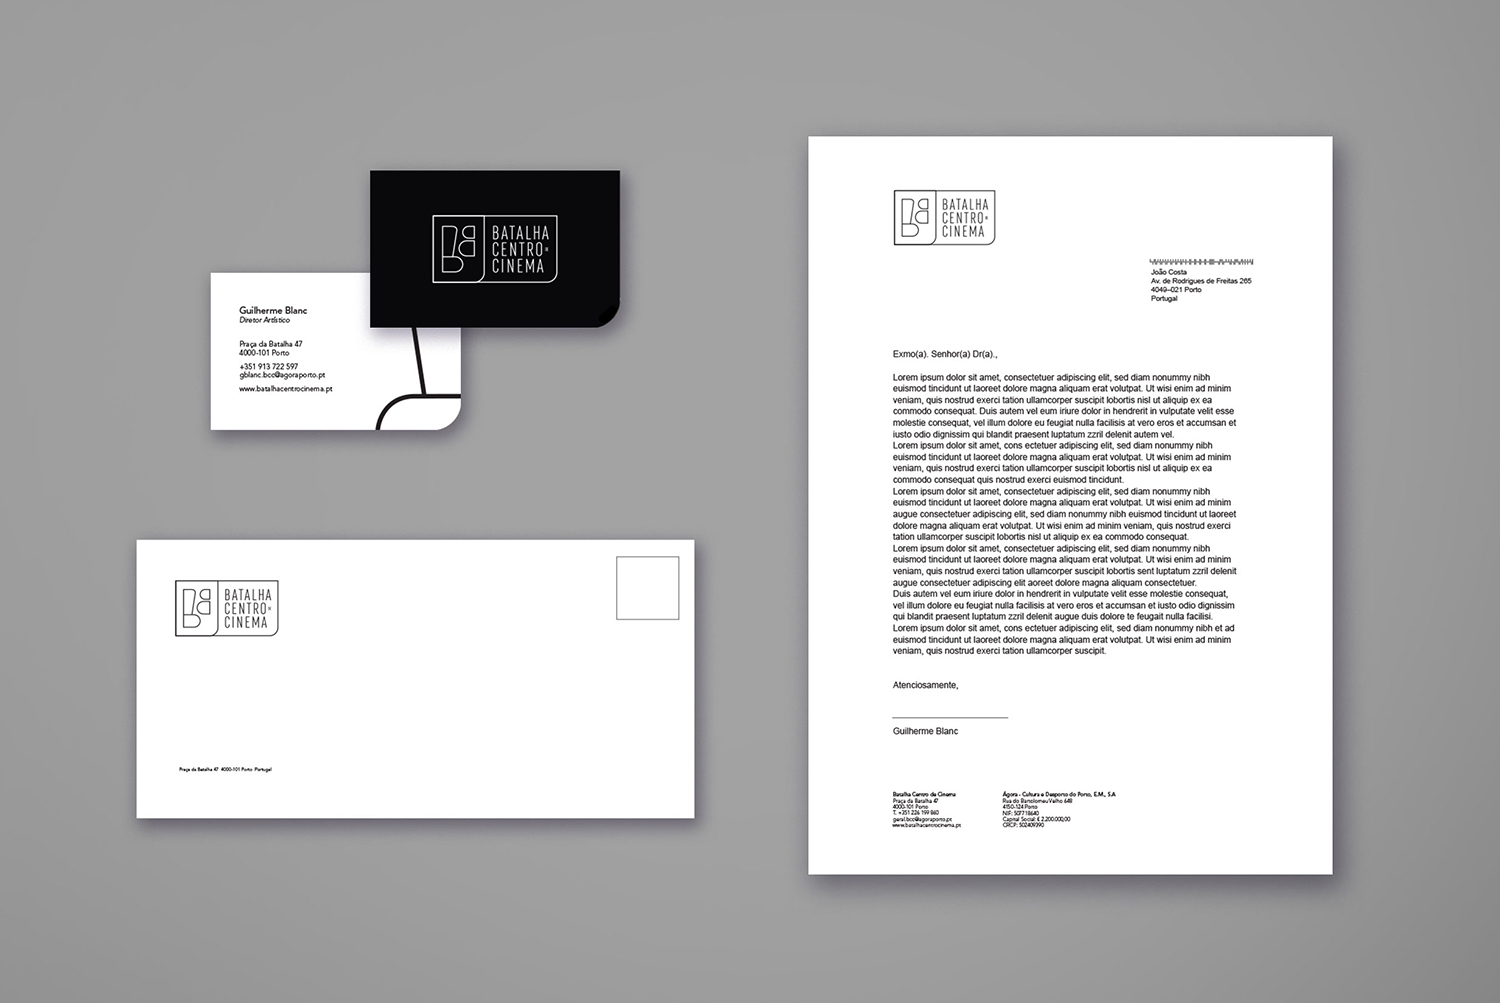 BATALHA
CENTRO DE
CINEMA
Guilherme Blanc
Diretor Artístico
Praça da Batalha 47
4000-101 Porto
+351 913 722 597
gblanc.bcc@agoraporto.pt
www.batalhacentrocinema.pt
BATALHA
CENTRO DE
CINEMA
Praça da Batalha 47 4000-101 Porto Portugal
BATALHA
CENTRO DE
CINEMA
João Costa
Av. de Rodrigues de Freitas 265
4049–021 Porto
Portugal
Exmo(a). Senhor(a) Dr(a).,
Lorem ipsum dolor sit amet, consectetuer adipiscing elit, sed diam nonummy nibh
euismod tincidunt ut laoreet dolore magna aliquam erat volutpat. Ut wisi enim ad minim
veniam, quis nostrud exerci tation ullamcorper suscipit lobortis nisl ut aliquip ex ea
commodo consequat. Duis autem vel eum iriure dolor in hendrerit in vulputate velit esse
molestie consequat, vel illum dolore eu feugiat nulla facilisis at vero eros et accumsan et
iusto odio dignissim qui blandit praesent luptatum zzril delenit autem vel.
Lorem ipsum dolor sit amet, cons ectetuer adipiscing elit, sed diam nonummy nibh
euismod tincidunt ut laoreet dolore magna aliquam erat volutpat. Ut wisi enim ad minim
veniam, quis nostrud exerci tation ullamcorper suscipit lobortis nisl ut aliquip ex ea
commodo consequat quis nostrud exerci euismod tincidunt.
Lorem ipsum dolor sit amet, consectetuer adipiscing elit, sed diam nonummy nibh
euismod tincidunt ut laoreet dolore magna aliquam erat volutpat. Ut wisi enim ad minim
augue consectetuer adipiscing elit, sed diam nonummy nibh euismod tincidunt ut laoreet
dolore magna aliquam erat volutpat. Ut wisi enim ad minim veniam, quis nostrud exerci
tation ullamcorper suscipit lobortis nisl ut aliquip ex ea commodo consequat.
Lorem ipsum dolor sit amet, consectetuer adipiscing elit, sed diam nonummy nibh
euismod tincidunt ut laoreet dolore magna aliquam erat volutpat. Ut wisi enim ad minim
veniam, quis nostrud exerci tation ullamcorper suscipit lobortis sent luptatum zzril delenit
augue consectetuer adipiscing elit aoreet dolore magna aliquam consectetuer.
Duis autem vel eum iriure dolor in hendrerit in vulputate velit esse molestie consequat,
vel illum dolore eu feugiat nulla facilisis at vero eros et accumsan et iusto odio dignissim
qui blandit praesent luptatum zzril delenit augue duis dolore te feugait nulla facilisi.
Lorem ipsum dolor sit amet, cons ectetuer adipiscing elit, sed diam nonummy nibh et ad
euismod tincidunt ut laoreet dolore magna aliquam erat volutpat. Ut wisi enim ad minim
veniam, quis nostrud exerci tation ullamcorper suscipit.
Atenciosamente,
Guilherme Blanc
Batalha Centro de Cinema
Praça da Batalha 47
4000-101 Porto
T. +351 226 199 860
geral.bcc@agoraporto.pt
www.batalhacentrocinema.pt
Ágora - Cultura e Desporto do Porto, E.M., S.A
Rua do Bartolomeu Velho 648
4150-124 Porto
NIF: 507718640
Capital Social: € 2.200.000,00
CRCP: 502409390